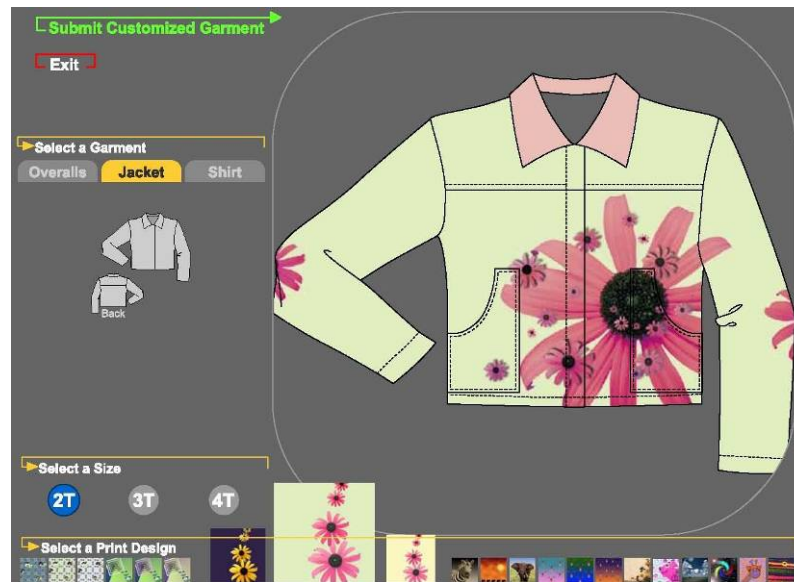 Submit Customized Garment
Exit
Select a Garment
Overalls Jacket Shirt
Back
Select a Size
2T 3T 4T
Select a Print Design